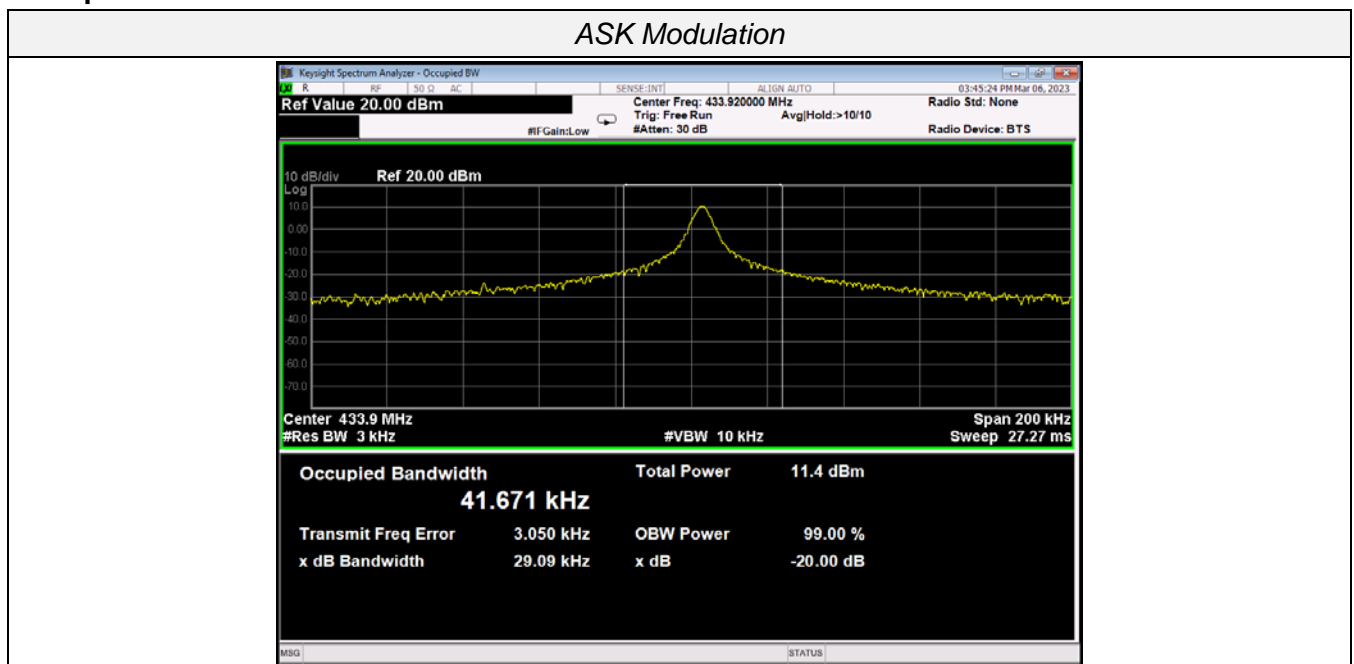 ASK Modulation
Keysight Spectrum Analyzer - Occupied BW
R RF 50 Ω AC SENSE:INT ALIGN AUTO 03:45:24 PM Mar 06, 2023
Ref Value 20.00 dBm Center Freq: 433.920000 MHz Radio Std: None
Trig: Free Run Avg|Hold:>10/10
#IFGain:Low #Atten: 30 dB Radio Device: BTS
10 dB/div Ref 20.00 dBm
Log
10.0
0.00
-10.0
-20.0
-30.0
-40.0
-50.0
-60.0
-70.0
Center 433.9 MHz Span 200 kHz
#Res BW 3 kHz #VBW 10 kHz Sweep 27.27 ms
Occupied Bandwidth Total Power 11.4 dBm
41.671 kHz
Transmit Freq Error 3.050 kHz OBW Power 99.00 %
x dB Bandwidth 29.09 kHz x dB -20.00 dB
MSG STATUS